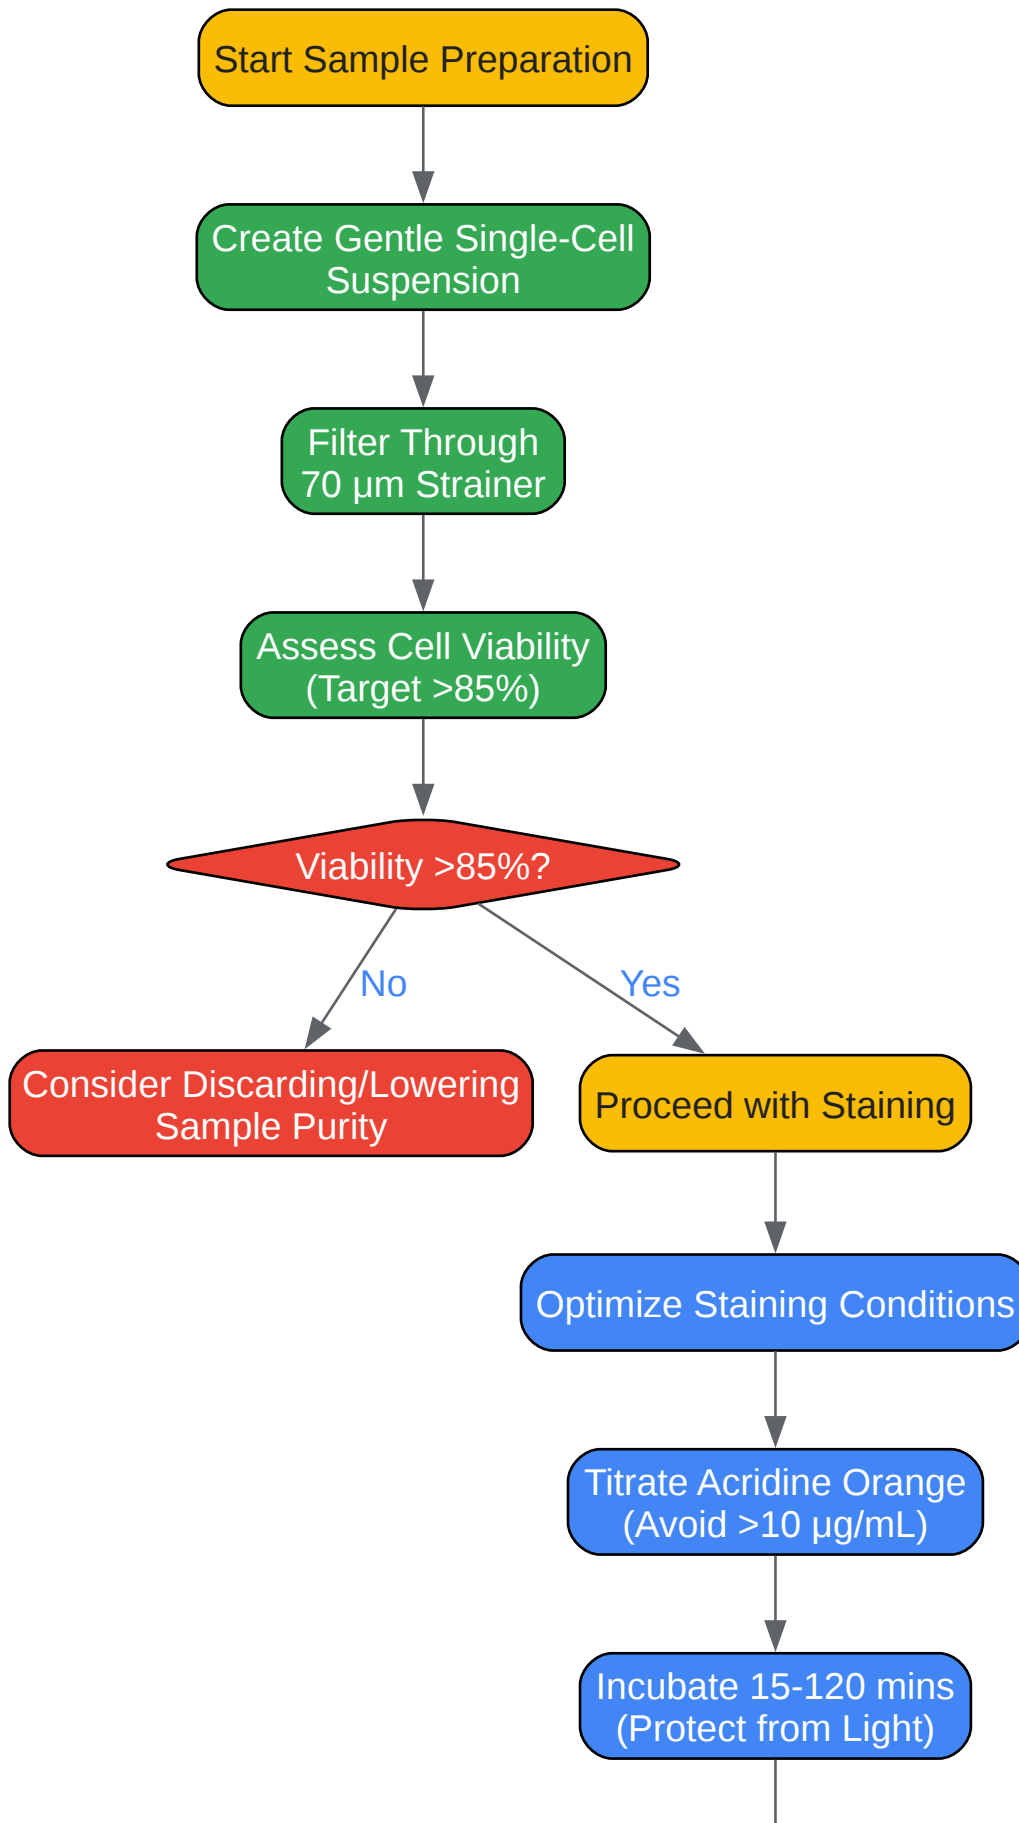 Start Sample Preparation
Create Gentle Single-Cell
Suspension
Filter Through
70 μm Strainer
Assess Cell Viability
(Target >85%)
Viability >85%?
No
Yes
Consider Discarding/Lowering
Sample Purity
Proceed with Staining
Optimize Staining Conditions
Titrate Acridine Orange
(Avoid >10 μg/mL)
Incubate 15-120 mins
(Protect from Light)